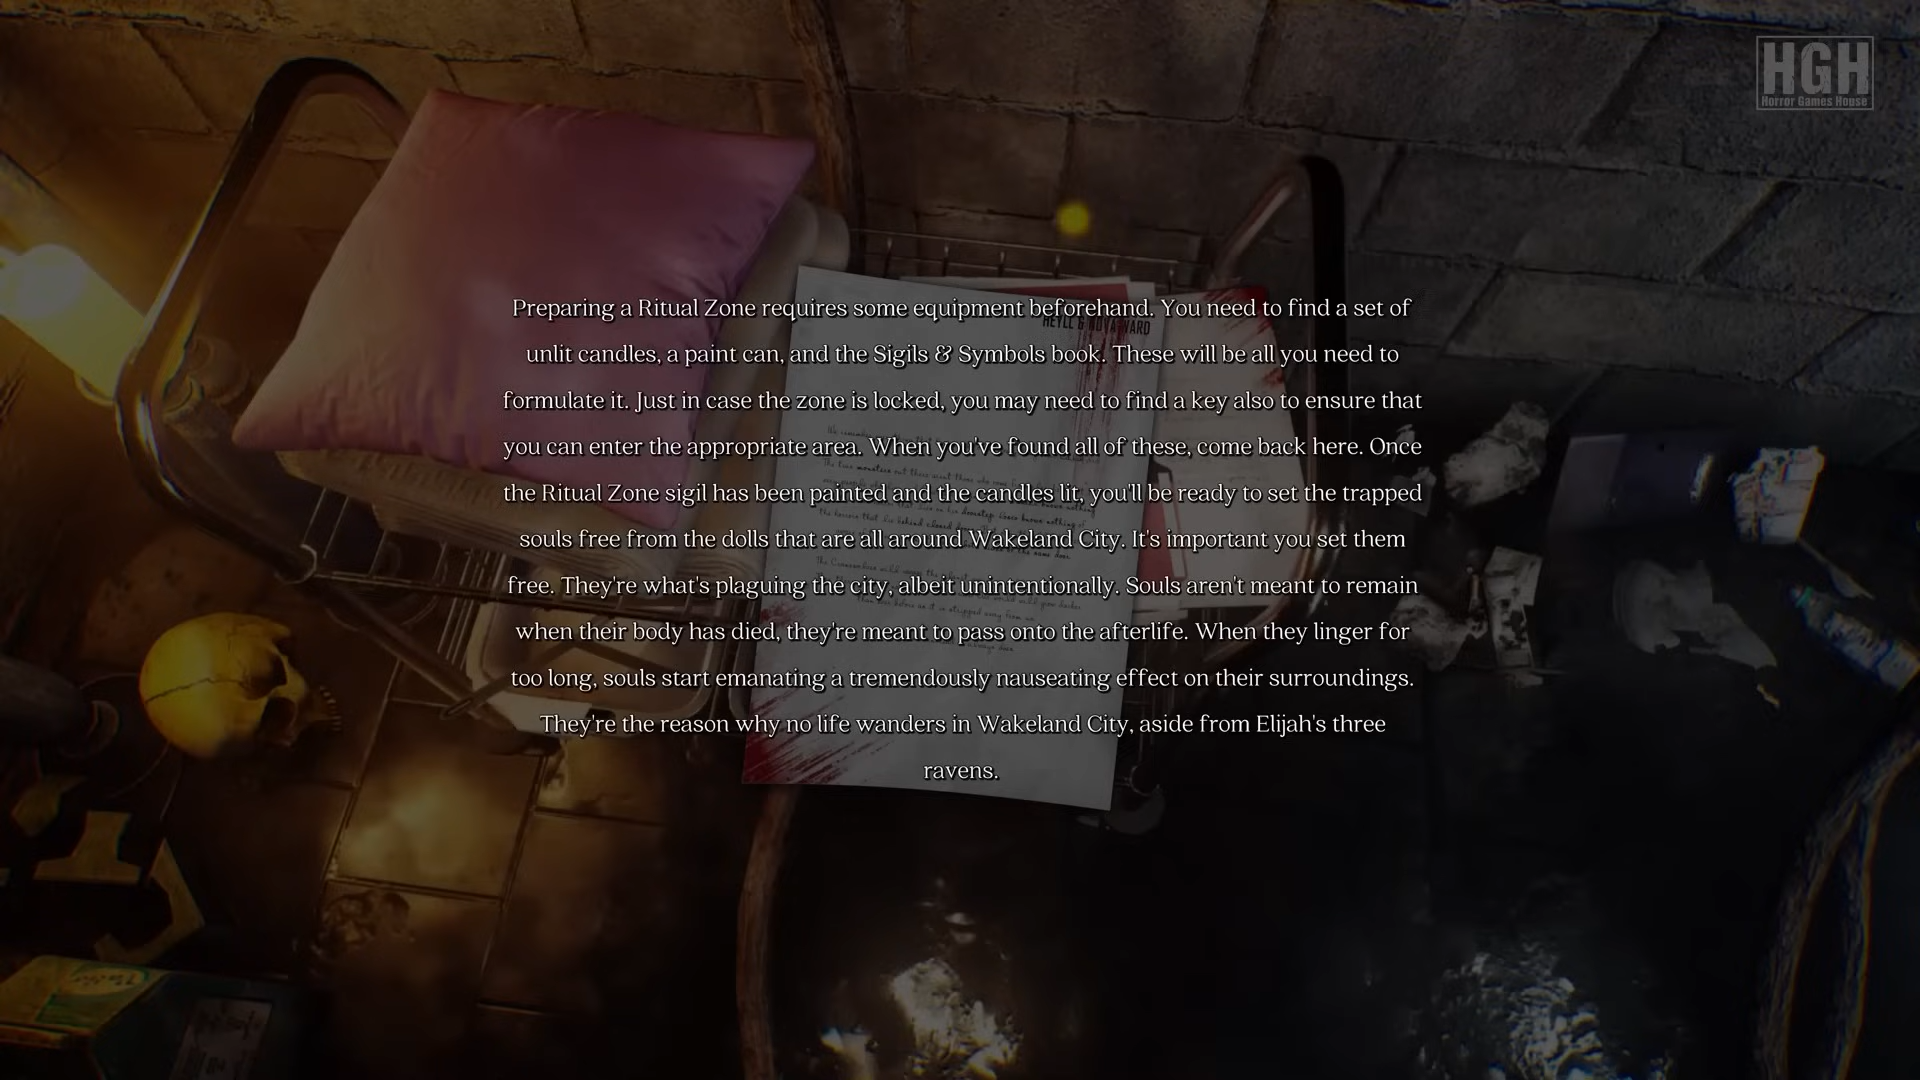 HGH
Horror Games House
Preparing a Ritual Zone requires some equipment beforehand. You need to find a set of
unlit candles, a paint can, and the Sigils & Symbols book. These will be all you need to
formulate it. Just in case the zone is locked, you may need to find a key also to ensure that
you can enter the appropriate area. When you've found all of these, come back here. Once
the Ritual Zone sigil has been painted and the candles lit, you'll be ready to set the trapped
souls free from the dolls that are all around Wakeland City. It's important you set them
free. They're what's plaguing the city, albeit unintentionally. Souls aren't meant to remain
when their body has died, they're meant to pass onto the afterlife. When they linger for
too long, souls start emanating a tremendously nauseating effect on their surroundings.
They're the reason why no life wanders in Wakeland City, aside from Elijah's three
ravens.